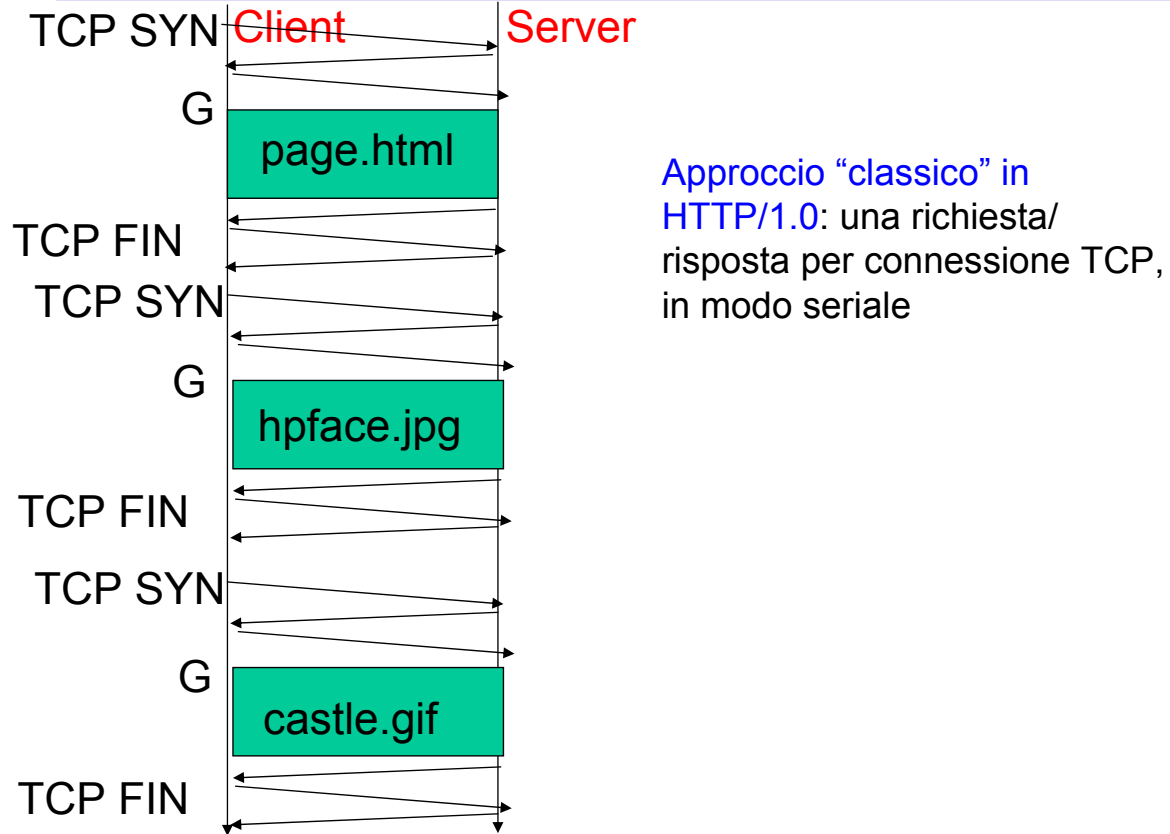 TCP SYN
Client
Server
G
page.html
TCP FIN
TCP SYN
G
hpface.jpg
TCP FIN
TCP SYN
G
castle.gif
TCP FIN
Approccio “classico” in
HTTP/1.0: una richiesta/
risposta per connessione TCP,
in modo seriale